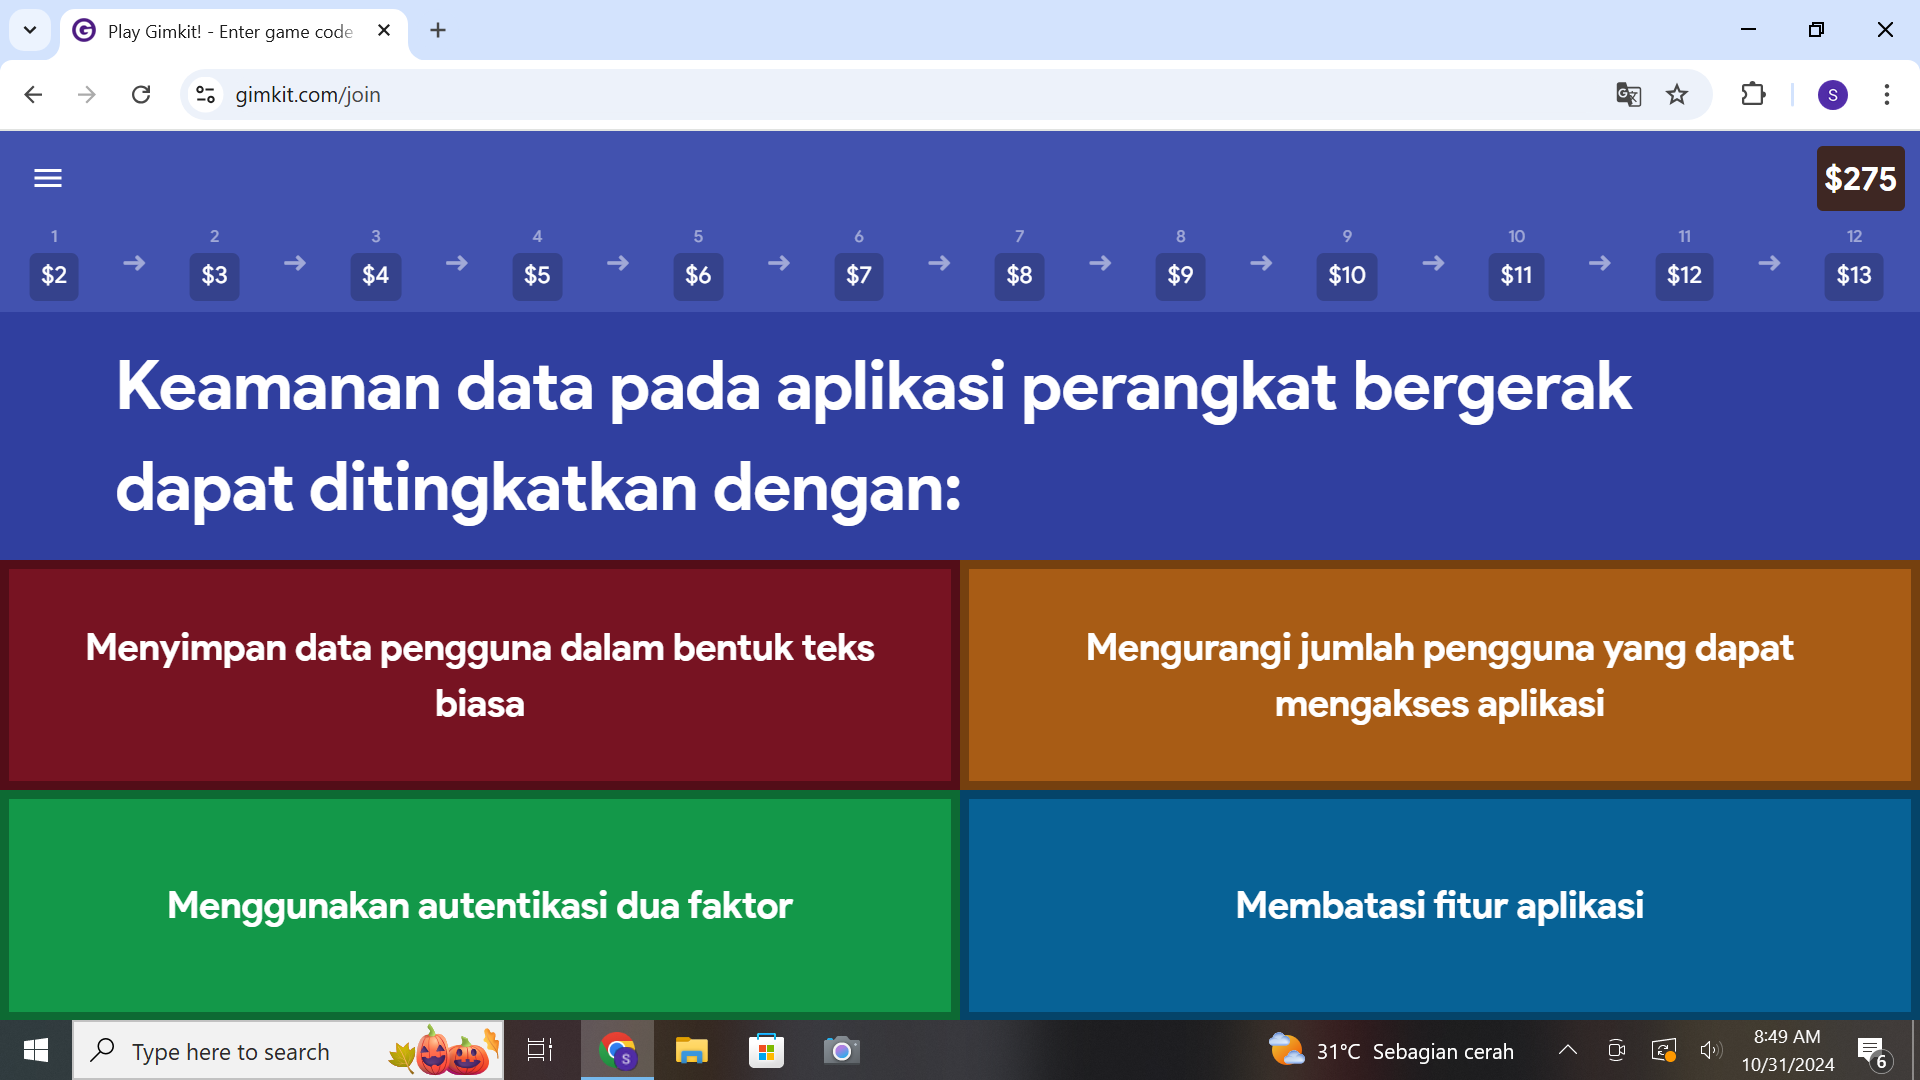 Play Gimkit! - Enter game code
gimkit.com/join
S
$275
1 2 3 4 5 6 7 8 9 10 11 12
$2 → $3 → $4 → $5 → $6 → $7 → $8 → $9 → $10 → $11 → $12 → $13
Keamanan data pada aplikasi perangkat bergerak
dapat ditingkatkan dengan:
Menyimpan data pengguna dalam bentuk teks
biasa
Mengurangi jumlah pengguna yang dapat
mengakses aplikasi
Menggunakan autentikasi dua faktor
Membatasi fitur aplikasi
Type here to search
S
31°C Sebagian cerah
8:49 AM
10/31/2024
6